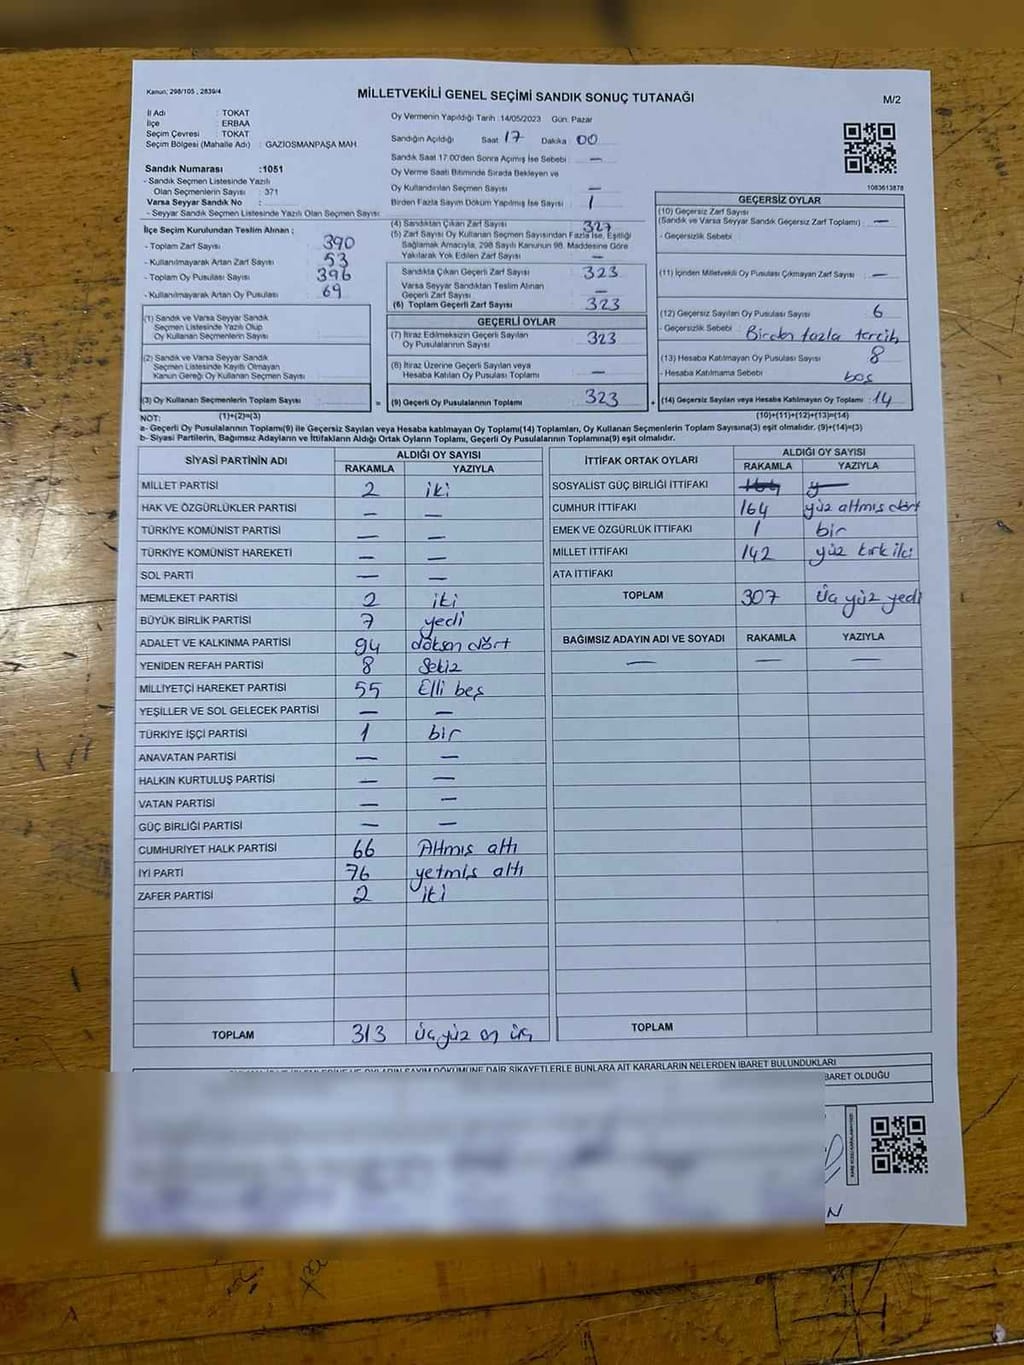 Kanun; 298/105 , 2839/4
MİLLETVEKİLİ GENEL SEÇİMİ SANDIK SONUÇ TUTANAĞI
M/2
İl Adı : TOKAT
İlçe : ERBAA
Seçim Çevresi : TOKAT
Seçim Bölgesi (Mahalle Adı) : GAZİOSMANPAŞA MAH.
Sandık Numarası :1051
- Sandık Seçmen Listesinde Yazılı
Olan Seçmenlerin Sayısı : 371
Varsa Seyyar Sandık No :
- Seyyar Sandık Seçmen Listesinde Yazılı Olan Seçmen Sayısı:
İlçe Seçim Kurulundan Teslim Alınan ;
- Toplam Zarf Sayısı : 390
- Kullanılmayarak Artan Zarf Sayısı : 53
- Toplam Oy Pusulası Sayısı : 396
- Kullanılmayarak Artan Oy Pusulası : 69
Oy Vermenin Yapıldığı Tarih :14/05/2023 Gün: Pazar
Sandığın Açıldığı Saat 17 Dakika 00
Sandık Saat 17:00'den Sonra Açılmış İse Sebebi : —
Oy Verme Saati Bitiminde Sırada Bekleyen ve
Oy Kullandırılan Seçmen Sayısı : —
Birden Fazla Sayım Döküm Yapılmış İse Sayısı : 1
(4) Sandıktan Çıkan Zarf Sayısı : 327
(5) Zarf Sayısı Oy Kullanan Seçmen Sayısından Fazla İse, Eşitliği
Sağlamak Amacıyla, 298 Sayılı Kanunun 98. Maddesine Göre
Yakılarak Yok Edilen Zarf Sayısı : —
Sandıkta Çıkan Geçerli Zarf Sayısı : 323
Varsa Seyyar Sandıktan Teslim Alınan
Geçerli Zarf Sayısı : —
(6) Toplam Geçerli Zarf Sayısı : 323
1083613878
GEÇERSİZ OYLAR
(10) Geçersiz Zarf Sayısı
(Sandık ve Varsa Seyyar Sandık Geçersiz Zarf Toplamı) : —
- Geçersizlik Sebebi :
(11) İçinden Milletvekili Oy Pusulası Çıkmayan Zarf Sayısı : —
(12) Geçersiz Sayılan Oy Pusulası Sayısı : 6
- Geçersizlik Sebebi : Birden fazla tercih
(13) Hesaba Katılmayan Oy Pusulası Sayısı : 8
- Hesaba Katılmama Sebebi : boş
(14) Geçersiz Sayılan veya Hesaba Katılmayan Oy Toplamı : 14
(1) Sandık ve Varsa Seyyar Sandık
Seçmen Listesinde Yazılı Olup
Oy Kullanan Seçmenlerin Sayısı :
(2) Sandık ve Varsa Seyyar Sandık
Seçmen Listesinde Kayıtlı Olmayan
Kanun Gereği Oy Kullanan Seçmen Sayısı :
(3) Oy Kullanan Seçmenlerin Toplam Sayısı :
GEÇERLİ OYLAR
(7) İtiraz Edilmeksizin Geçerli Sayılan
Oy Pusulalarının Sayısı : 323
(8) İtiraz Üzerine Geçerli Sayılan veya
Hesaba Katılan Oy Pusulası Toplamı : —
= (9) Geçerli Oy Pusulalarının Toplamı : 323 +
NOT: (1)+(2)=(3) (10)+(11)+(12)+(13)=(14)
a- Geçerli Oy Pusulaları Toplamı(9) ile Geçersiz Sayılan veya Hesaba katılmayan Oy Toplamı(14) Toplamları, Oy Kullanan Seçmenlerin Toplam Sayısına(3) eşit olmalıdır. (9)+(14)=(3)
b- Siyasi Partilerin, Bağımsız Adayların ve İttifakların Aldığı Ortak Oyların Toplamı, Geçerli Oy Pusulalarının Toplamına(9) eşit olmalıdır.
SİYASİ PARTİNİN ADI ALDIĞI OY SAYISI
RAKAMLA YAZIYLA
MİLLET PARTİSİ 2 iki
HAK VE ÖZGÜRLÜKLER PARTİSİ — —
TÜRKİYE KOMÜNİST PARTİSİ — —
TÜRKİYE KOMÜNİST HAREKETİ — —
SOL PARTİ — —
MEMLEKET PARTİSİ 2 iki
BÜYÜK BİRLİK PARTİSİ 7 yedi
ADALET VE KALKINMA PARTİSİ 94 doksan dört
YENİDEN REFAH PARTİSİ 8 Sekiz
MİLLİYETÇİ HAREKET PARTİSİ 55 Elli beş
YEŞİLLER VE SOL GELECEK PARTİSİ — —
TÜRKİYE İŞÇİ PARTİSİ 1 bir
ANAVATAN PARTİSİ — —
HALKIN KURTULUŞ PARTİSİ — —
VATAN PARTİSİ — —
GÜÇ BİRLİĞİ PARTİSİ — —
CUMHURİYET HALK PARTİSİ 66 Altmış altı
İYİ PARTİ 76 yetmiş altı
ZAFER PARTİSİ 2 iki
TOPLAM 313 üç yüz on üç
İTTİFAK ORTAK OYLARI ALDIĞI OY SAYISI
RAKAMLA YAZIYLA
SOSYALİST GÜÇ BİRLİĞİ İTTİFAKI
CUMHUR İTTİFAKI 164 yüz altmış dört
EMEK VE ÖZGÜRLÜK İTTİFAKI 1 bir
MİLLET İTTİFAKI 142 yüz kırk iki
ATA İTTİFAKI
TOPLAM 307 üç yüz yedi
BAĞIMSIZ ADAYIN ADI VE SOYADI RAKAMLA YAZIYLA
— — —
TOPLAM
DÖKÜMÜNE DAİR ŞİKAYETLERLE BUNLARA AİT KARARLARIN NELERDEN İBARET BULUNDUKLARI
BARET OLDUĞU
N